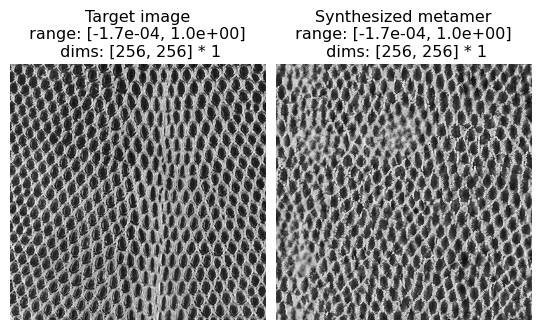 Target image
range: [-1.7e-04, 1.0e+00]
dims: [256, 256] * 1
Synthesized metamer
range: [-1.7e-04, 1.0e+00]
dims: [256, 256] * 1